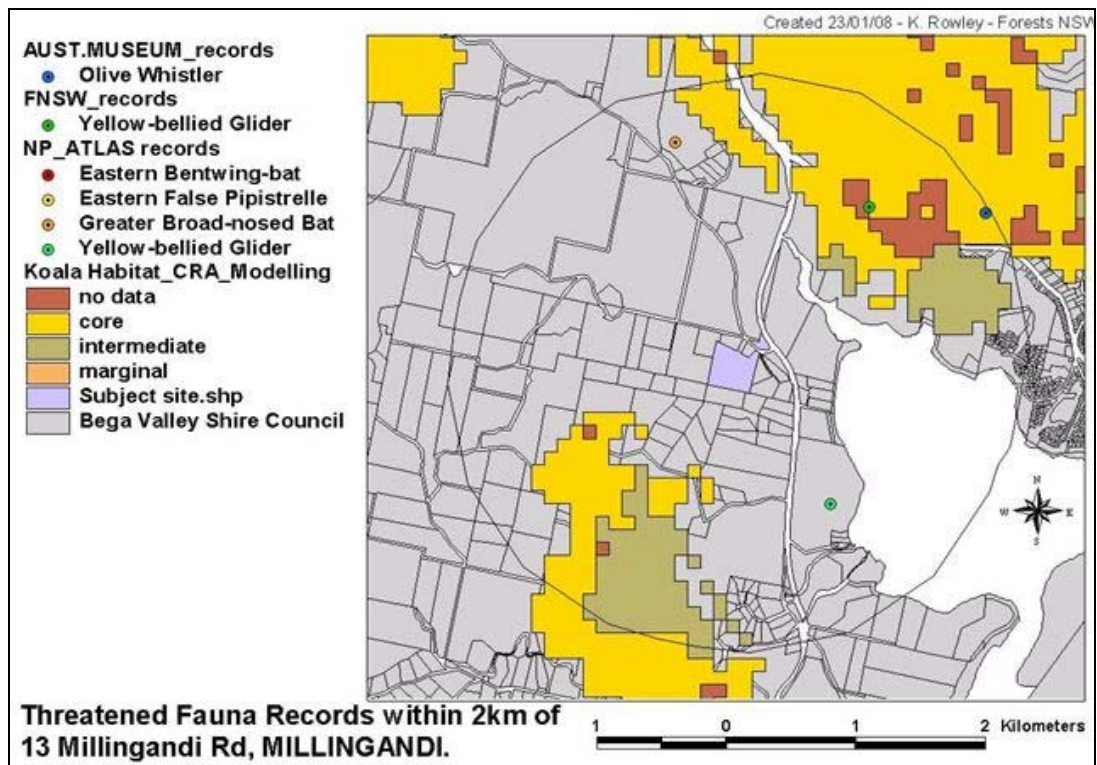 Created 23/01/08 - K. Rowley - Forests NSW
AUST.MUSEUM_records
Olive Whistler
FNSW_records
Yellow-bellied Glider
NP_ATLAS records
Eastern Bentwing-bat
Eastern False Pipistrelle
Greater Broad-nosed Bat
Yellow-bellied Glider
Koala Habitat_CRA_Modelling
no data
core
intermediate
marginal
Subject site.shp
Bega Valley Shire Council
N
W E
S
Threatened Fauna Records within 2km of
13 Millingandi Rd, MILLINGANDI.
1 0 1 2 Kilometers